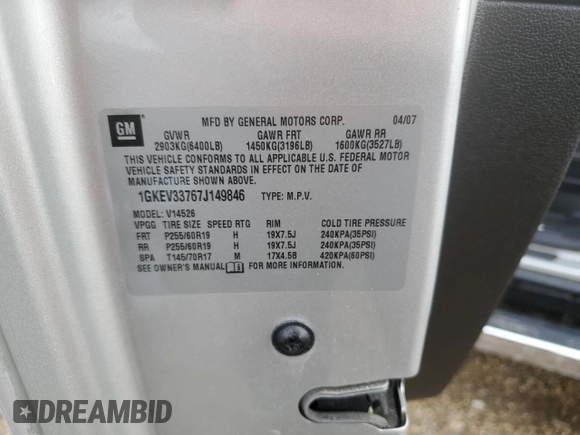 GM
MFD BY GENERAL MOTORS CORP. 04/07
GVWR GAWR FRT GAWR RR
2903KG(6400LB) 1450KG(3196LB) 1600KG(3527LB)
THIS VEHICLE CONFORMS TO ALL APPLICABLE U.S. FEDERAL MOTOR
VEHICLE SAFETY STANDARDS IN EFFECT ON THE DATE OF
MANUFACTURE SHOWN ABOVE.
1GKEV33767J149846 TYPE: M.P.V.
MODEL: V14526
VPGG TIRE SIZE SPEED RTG RIM COLD TIRE PRESSURE
FRT P255/60R19 H 19X7.5J 240KPA(35PSI)
RR P255/60R19 H 19X7.5J 240KPA(35PSI)
SPA T145/70R17 M 17X4.5B 420KPA(60PSI)
SEE OWNER'S MANUAL FOR MORE INFORMATION.
DREAMBID